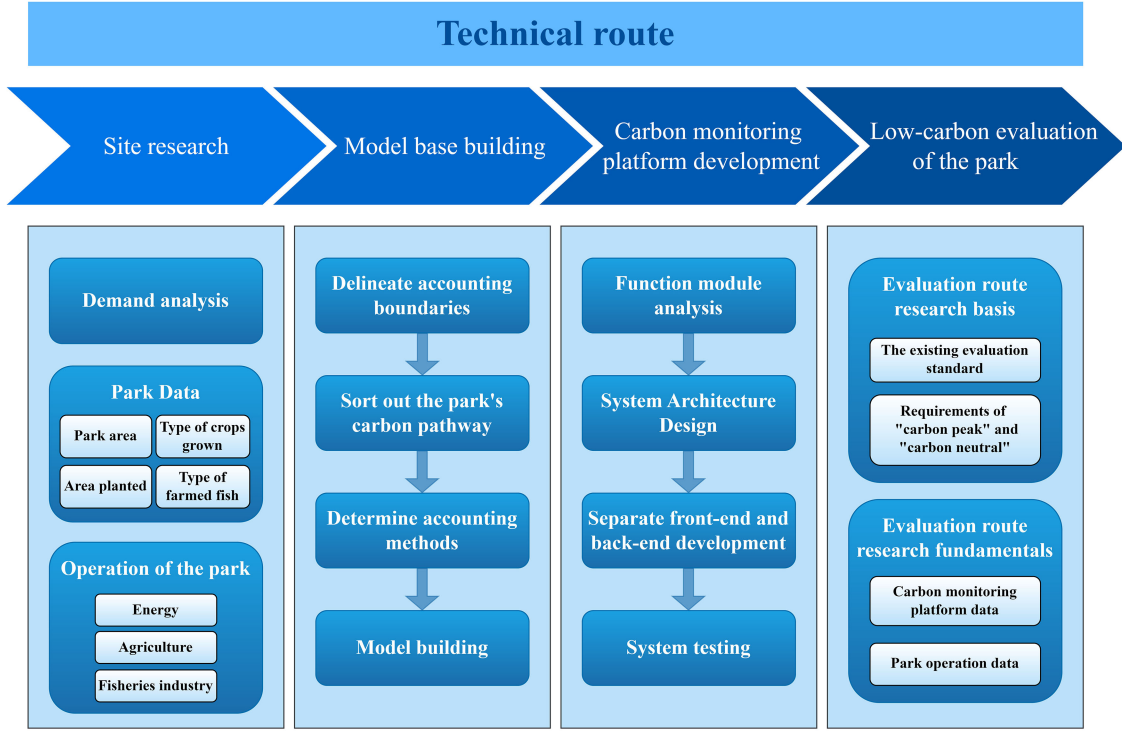 Technical route
Site research
Model base building
Carbon monitoring
platform development
Low-carbon evaluation
of the park
Demand analysis
Park Data
Park area
Type of crops
grown
Area planted
Type of
farmed fish
Operation of the park
Energy
Agriculture
Fisheries industry
Delineate accounting
boundaries
Sort out the park's
carbon pathway
Determine accounting
methods
Model building
Function module
analysis
System Architecture
Design
Separate front-end and
back-end development
System testing
Evaluation route
research basis
The existing evaluation
standard
Requirements of
"carbon peak" and
"carbon neutral"
Evaluation route
research fundamentals
Carbon monitoring
platform data
Park operation data